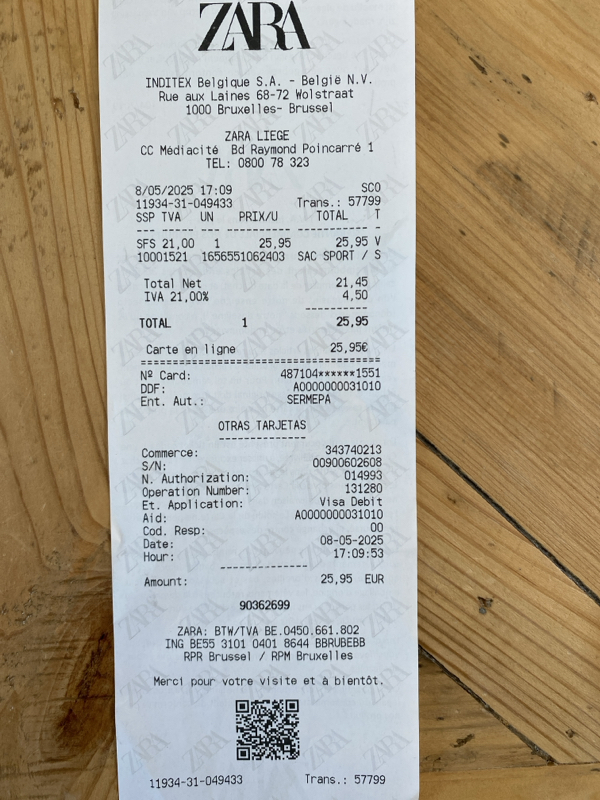 ZARA
INDITEX Belgique S.A. - België N.V.
Rue aux Laines 68-72 Wolstraat
1000 Bruxelles- Brussel
ZARA LIEGE
CC Médiacité Bd Raymond Poincarré 1
TEL: 0800 78 323
8/05/2025 17:09 SCO
11934-31-049433 Trans.: 57799
SSP TVA UN PRIX/U TOTAL T
--- ----- --- -------- -------- -
SFS 21,00 1 25,95 25,95 V
10001521 1656551062403 SAC SPORT / S
Total Net 21,45
IVA 21,00% 4,50
----------
TOTAL 1 25,95
Carte en ligne 25,95€
======================================
Nº Card: 487104******1551
DDF: A0000000031010
Ent. Aut.: SERMEPA
OTRAS TARJETAS
--------------
Commerce: 343740213
S/N: 00900602608
N. Authorization: 014993
Operation Number: 131280
Et. Application: Visa Debit
Aid: A0000000031010
Cod. Resp: 00
Date: 08-05-2025
Hour: 17:09:53
--------------
Amount: 25,95 EUR
90362699
ZARA: BTW/TVA BE.0450.661.802
ING BE55 3101 0401 8644 BBRUBEBB
RPR Brussel / RPM Bruxelles
Merci pour votre visite et à bientôt.
11934-31-049433 Trans.: 57799